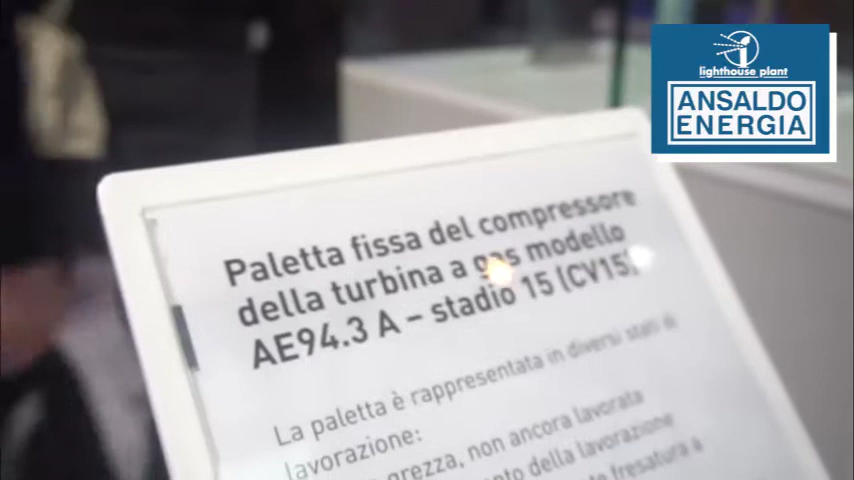 lighthouse plant
ANSALDO
ENERGIA
Paletta fissa del compressore
della turbina a gas modello
AE94.3 A – stadio 15 (CV15)
La paletta è rappresentata in diversi stati di
lavorazione:
grezza, non ancora lavorata
della lavorazione
fresatura a